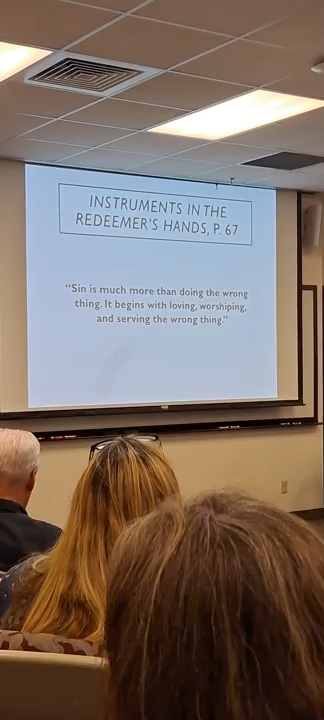 INSTRUMENTS IN THE
REDEEMER'S HANDS, P. 67
“Sin is much more than doing the wrong
thing. It begins with loving, worshiping,
and serving the wrong thing.”